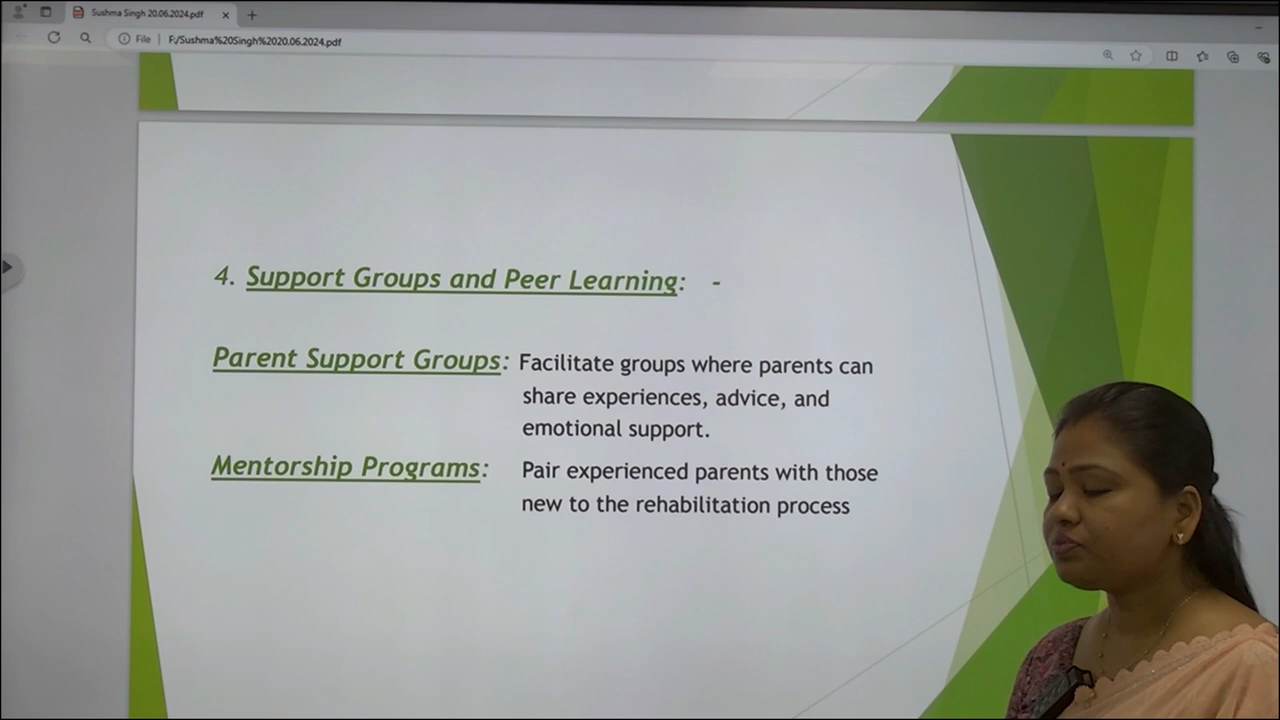 Sushma Singh 20.06.2024.pdf
File | F:/Sushma%20Singh%2020.06.2024.pdf
4. Support Groups and Peer Learning: -
Parent Support Groups: Facilitate groups where parents can
share experiences, advice, and
emotional support.
Mentorship Programs: Pair experienced parents with those
new to the rehabilitation process